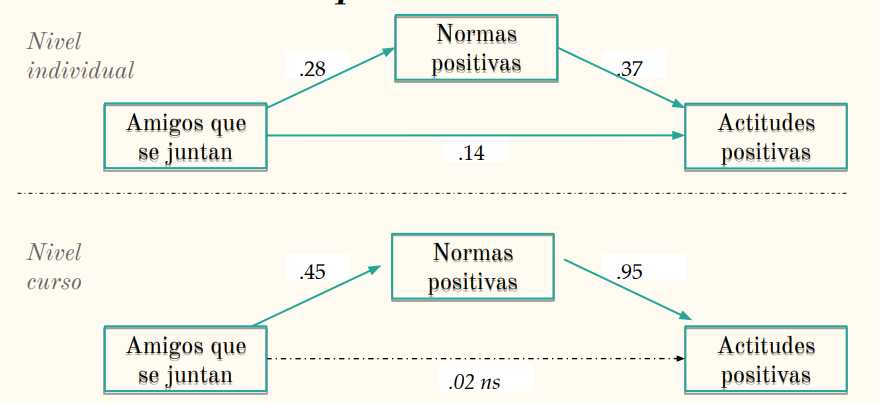 Nivel
individual
Normas
positivas
.28
.37
Amigos que
se juntan
Actitudes
positivas
.14
Nivel
curso
Normas
positivas
.45
.95
Amigos que
se juntan
Actitudes
positivas
.02 ns